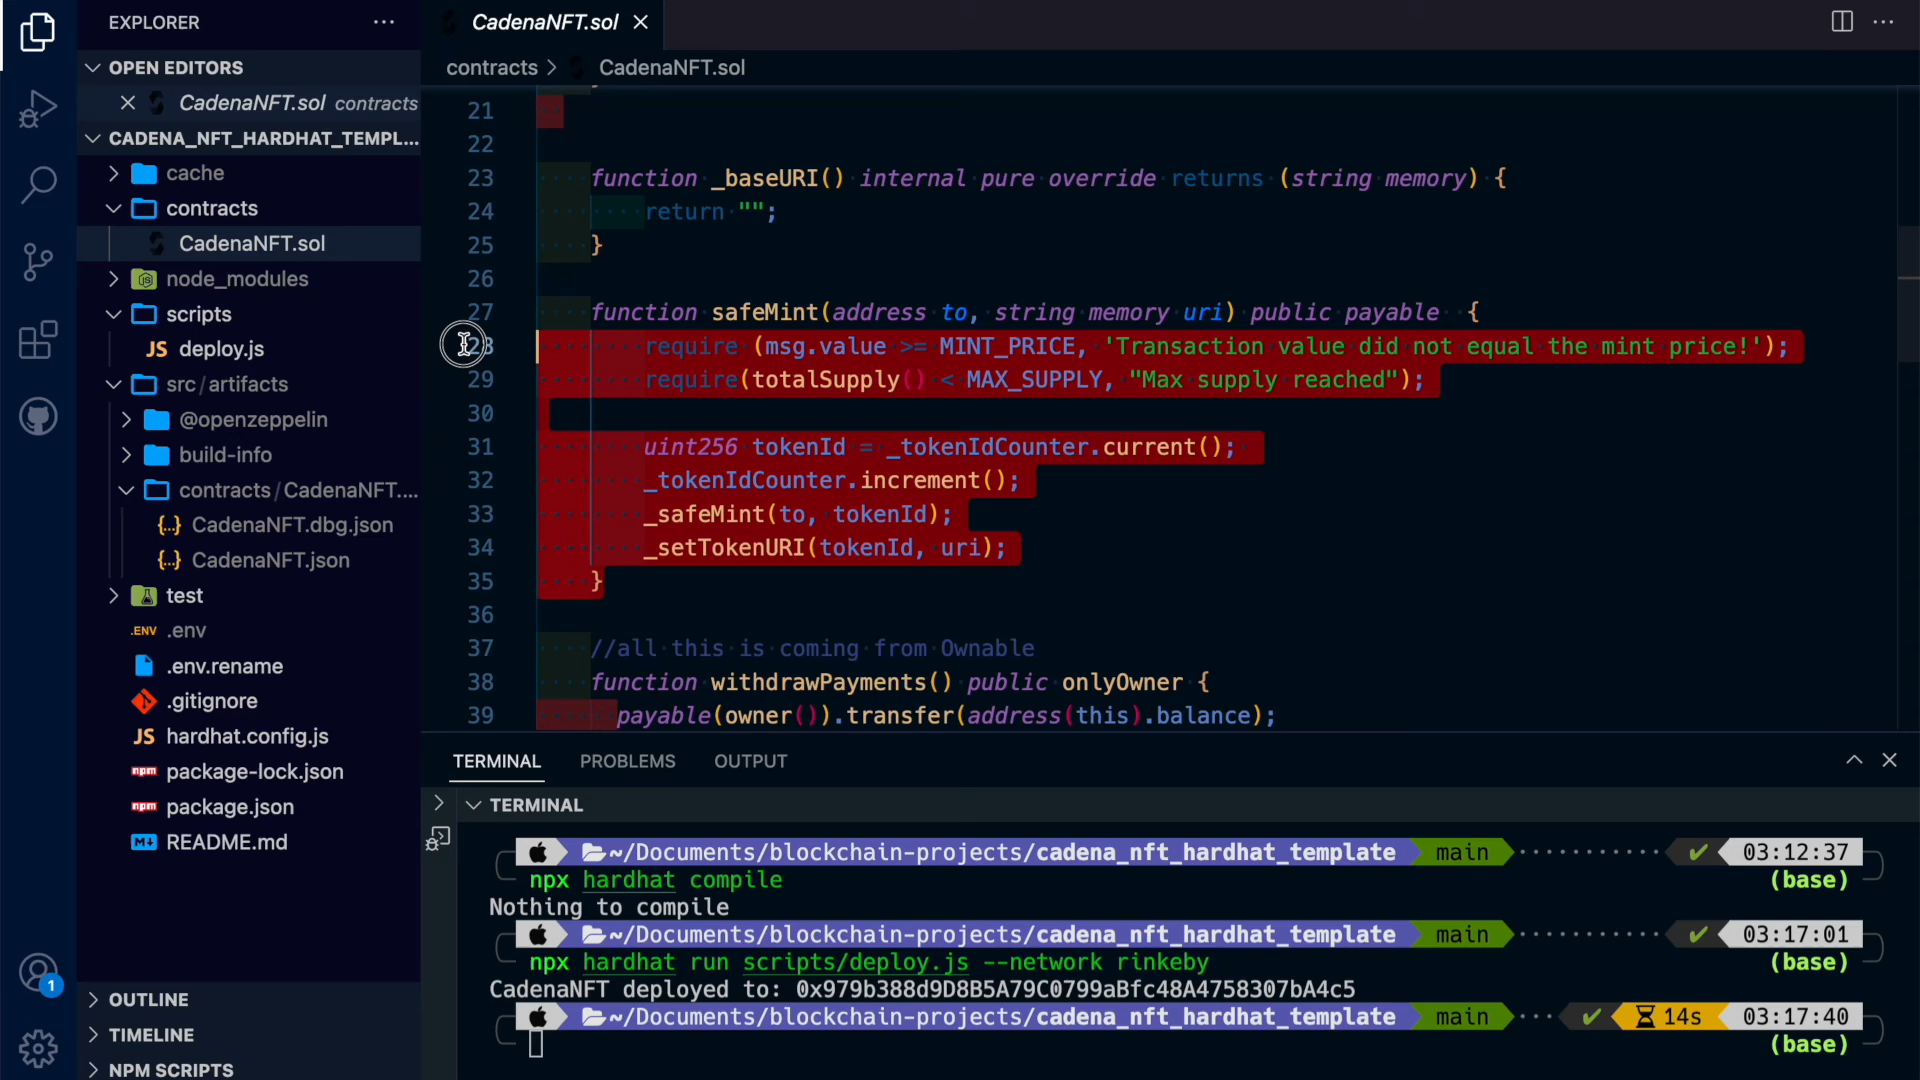 EXPLORER
OPEN EDITORS
CadenaNFT.sol contracts
CADENA_NFT_HARDHAT_TEMPL...
cache
contracts
CadenaNFT.sol
node_modules
scripts
JS deploy.js
src/artifacts
@openzeppelin
build-info
contracts/CadenaNFT....
{..} CadenaNFT.dbg.json
{..} CadenaNFT.json
test
.ENV .env
.env.rename
.gitignore
JS hardhat.config.js
npm package-lock.json
npm package.json
README.md
1
OUTLINE
TIMELINE
NPM SCRIPTS
CadenaNFT.sol
contracts > CadenaNFT.sol
21
22
23 function _baseURI() internal pure override returns (string memory) {
24 return "";
25 }
26
27 function safeMint(address to, string memory uri) public payable {
28 require (msg.value >= MINT_PRICE, 'Transaction value did not equal the mint price!');
29 require(totalSupply() < MAX_SUPPLY, "Max supply reached");
30
31 uint256 tokenId = _tokenIdCounter.current();
32 _tokenIdCounter.increment();
33 _safeMint(to, tokenId);
34 _setTokenURI(tokenId, uri);
35 }
36
37 //all this is coming from Ownable
38 function withdrawPayments() public onlyOwner {
39 payable(owner()).transfer(address(this).balance);
TERMINAL PROBLEMS OUTPUT
TERMINAL
~/Documents/blockchain-projects/cadena_nft_hardhat_template main ✔ 03:12:37
npx hardhat compile (base)
Nothing to compile
~/Documents/blockchain-projects/cadena_nft_hardhat_template main ✔ 03:17:01
npx hardhat run scripts/deploy.js --network rinkeby (base)
CadenaNFT deployed to: 0x979b388d9D8B5A79C0799aBfc48A4758307bA4c5
~/Documents/blockchain-projects/cadena_nft_hardhat_template main ✔ 14s 03:17:40
(base)